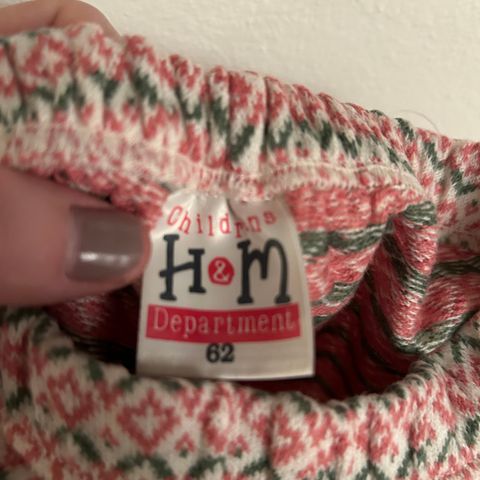 Childrens
H&M
Department
62